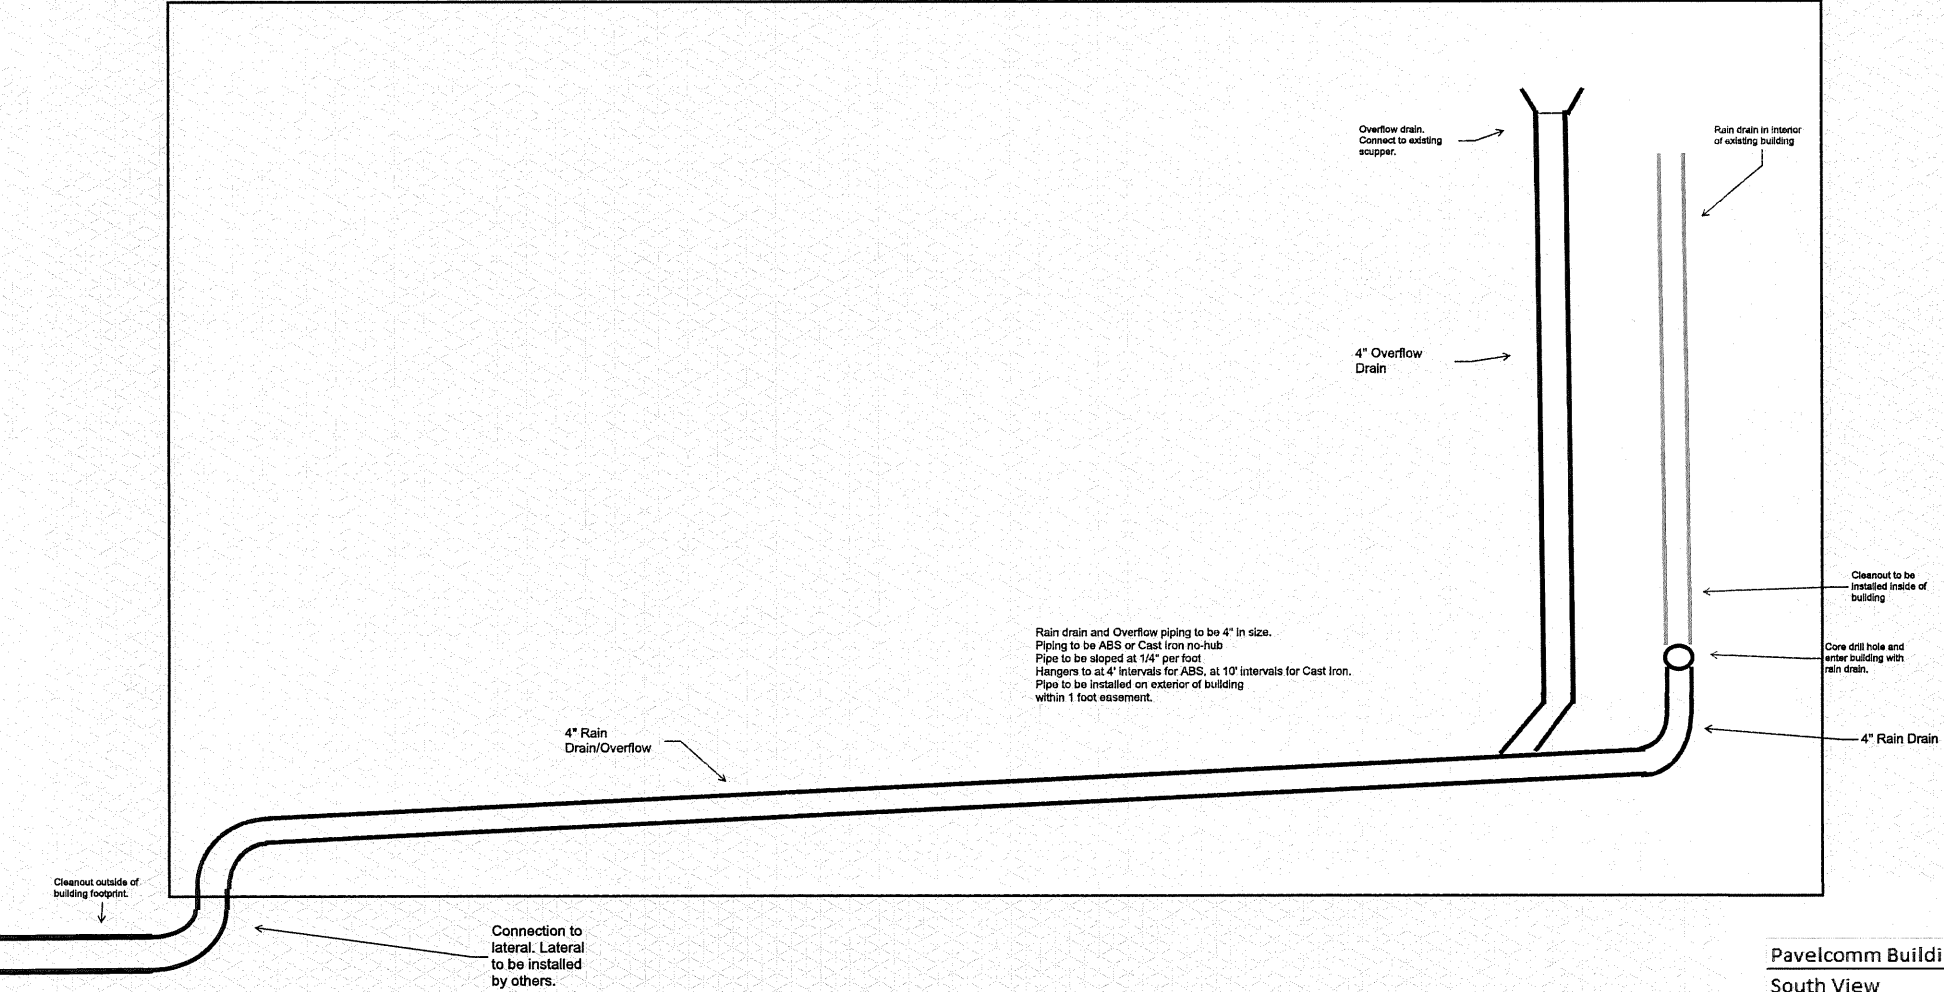 Overflow drain.
Connect to existing
scupper.
Rain drain in interior
of existing building
4" Overflow
Drain
Cleanout to be
installed inside of
building
Rain drain and Overflow piping to be 4" in size.
Piping to be ABS or Cast Iron no-hub
Pipe to be sloped at 1/4" per foot
Hangers to at 4' intervals for ABS, at 10' intervals for Cast Iron.
Pipe to be installed on exterior of building
within 1 foot easement.
Core drill hole and
enter building with
rain drain.
4" Rain
Drain/Overflow
4" Rain Drain
Cleanout outside of
building footprint.
Connection to
lateral. Lateral
to be installed
by others.
Pavelcomm Buildi
South View